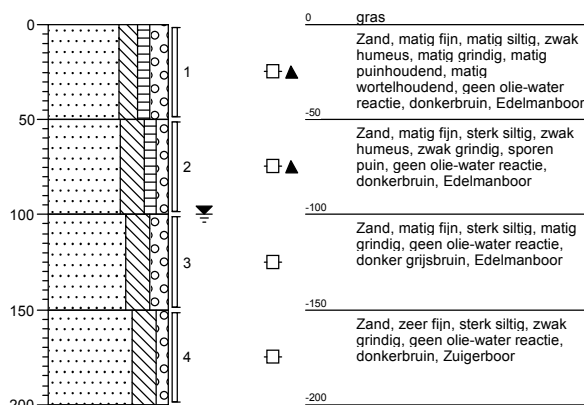 0
50
100
150
200
1
2
3
4
0 gras
Zand, matig fijn, matig siltig, zwak
humeus, matig grindig, matig
puinhoudend, matig
wortelhoudend, geen olie-water
reactie, donkerbruin, Edelmanboor
-50
Zand, matig fijn, sterk siltig, zwak
humeus, zwak grindig, sporen
puin, geen olie-water reactie,
donkerbruin, Edelmanboor
-100
Zand, matig fijn, sterk siltig, matig
grindig, geen olie-water reactie,
donker grijsbruin, Edelmanboor
-150
Zand, zeer fijn, sterk siltig, zwak
grindig, geen olie-water reactie,
donkerbruin, Zuigerboor
-200